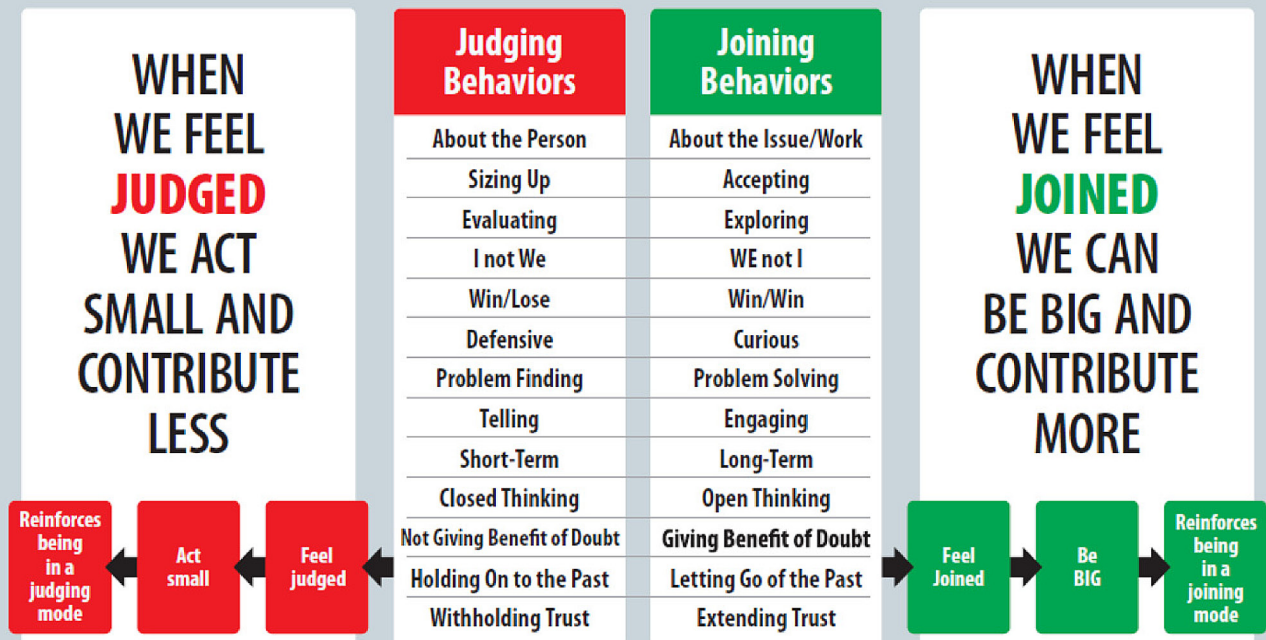 WHEN
WE FEEL
JUDGED
WE ACT
SMALL AND
CONTRIBUTE
LESS
Reinforces
being
in a
judging
mode
Act
small
Feel
judged
Judging
Behaviors
About the Person
Sizing Up
Evaluating
I not We
Win/Lose
Defensive
Problem Finding
Telling
Short-Term
Closed Thinking
Not Giving Benefit of Doubt
Holding On to the Past
Withholding Trust
Joining
Behaviors
About the Issue/Work
Accepting
Exploring
WE not I
Win/Win
Curious
Problem Solving
Engaging
Long-Term
Open Thinking
Giving Benefit of Doubt
Letting Go of the Past
Extending Trust
WHEN
WE FEEL
JOINED
WE CAN
BE BIG AND
CONTRIBUTE
MORE
Feel
Joined
Be
BIG
Reinforces
being
in a
joining
mode